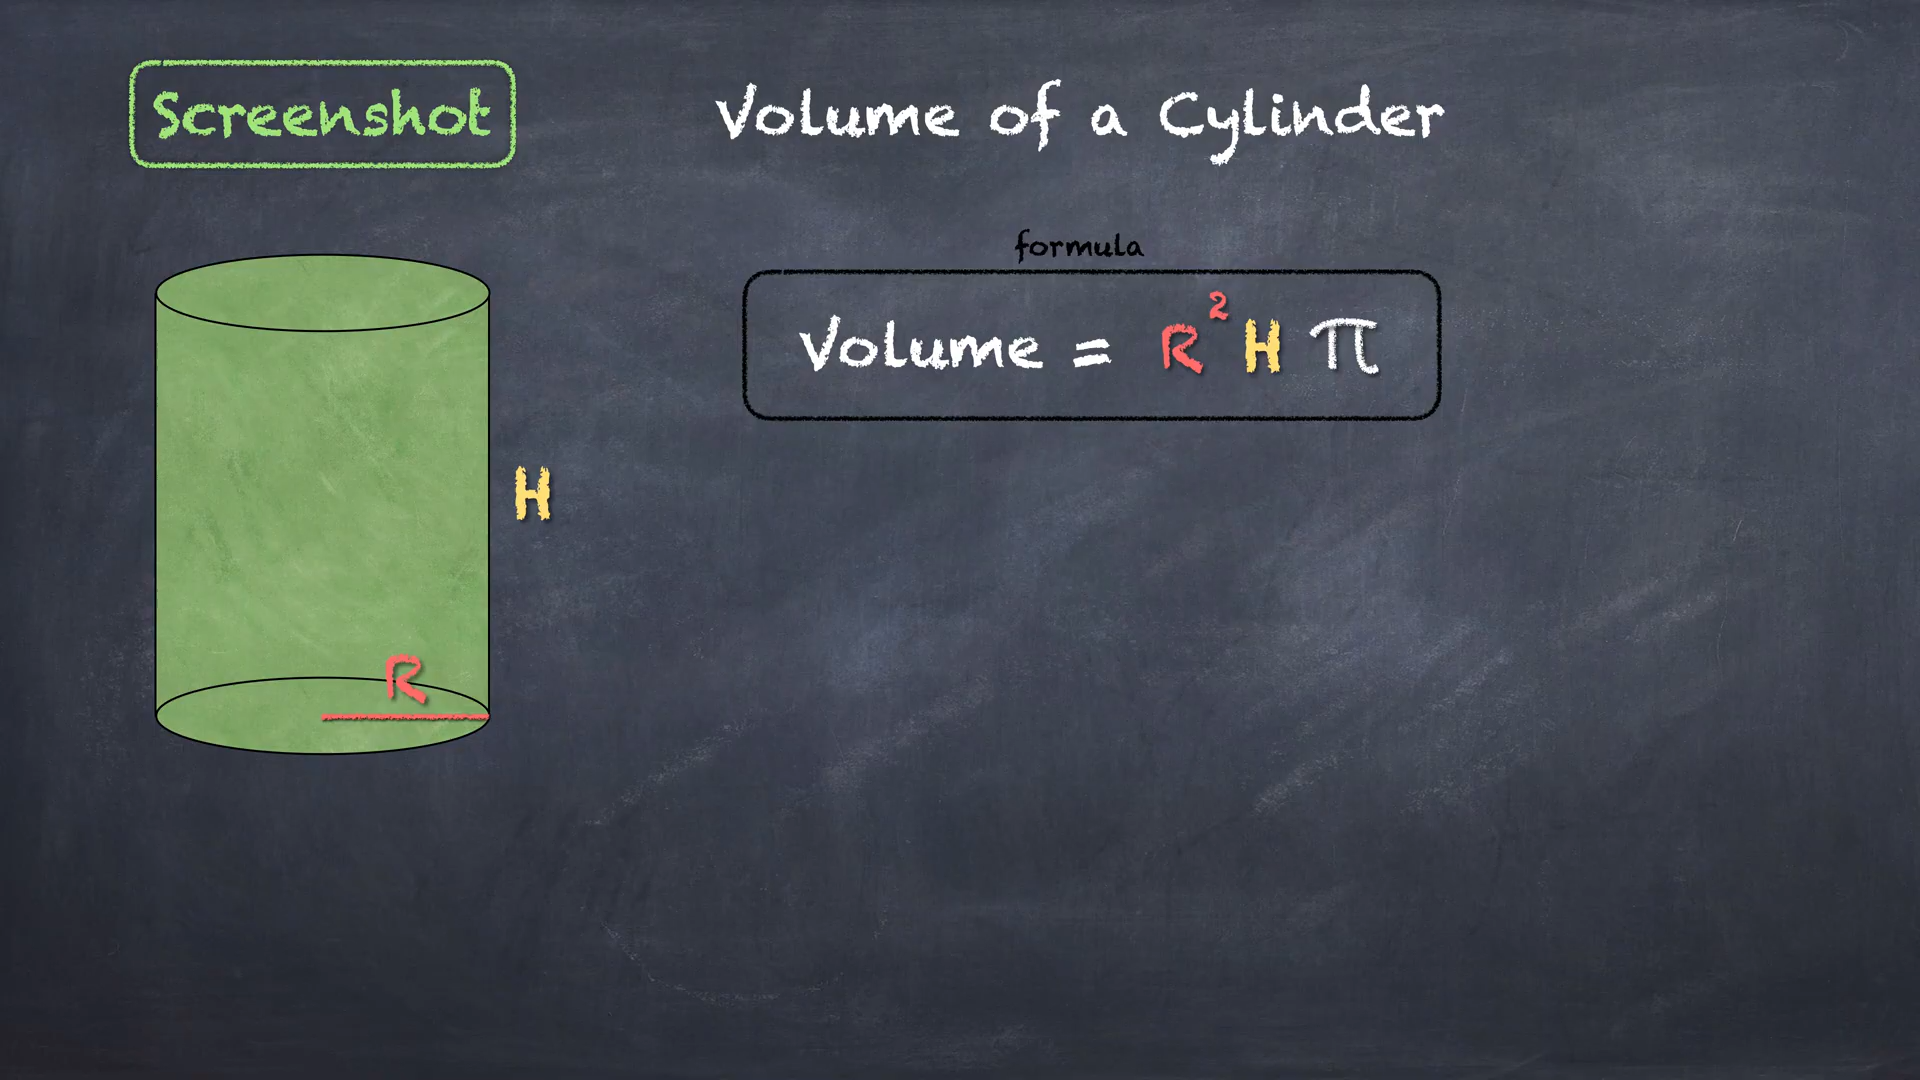 Screenshot
Volume of a Cylinder
formula
Volume = R² H π
H
R